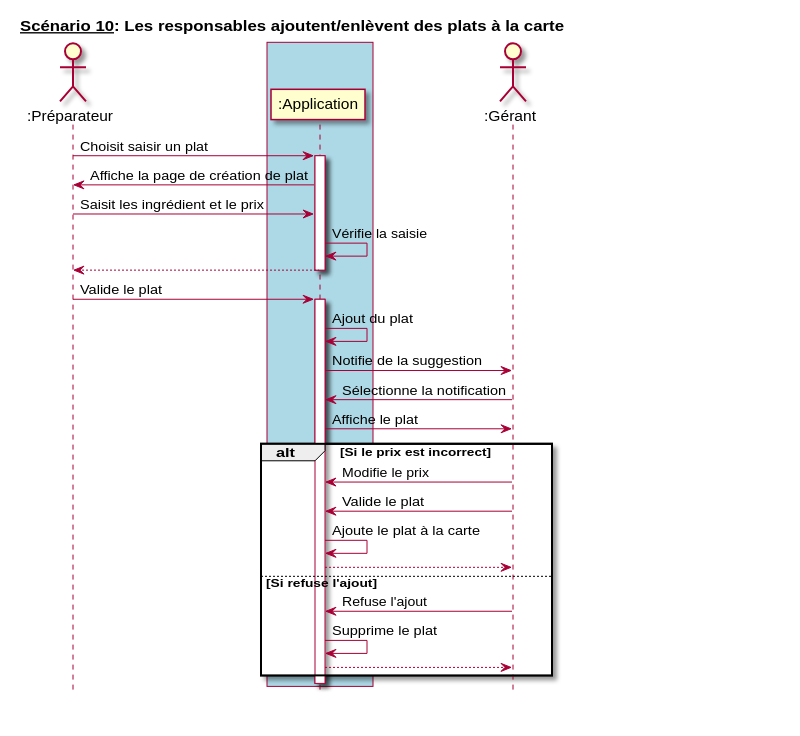 Scénario 10: Les responsables ajoutent/enlèvent des plats à la carte
:Préparateur
:Application
:Gérant
Choisit saisir un plat
Affiche la page de création de plat
Saisit les ingrédient et le prix
Vérifie la saisie
Valide le plat
Ajout du plat
Notifie de la suggestion
Sélectionne la notification
Affiche le plat
alt
[Si le prix est incorrect]
Modifie le prix
Valide le plat
Ajoute le plat à la carte
[Si refuse l'ajout]
Refuse l'ajout
Supprime le plat